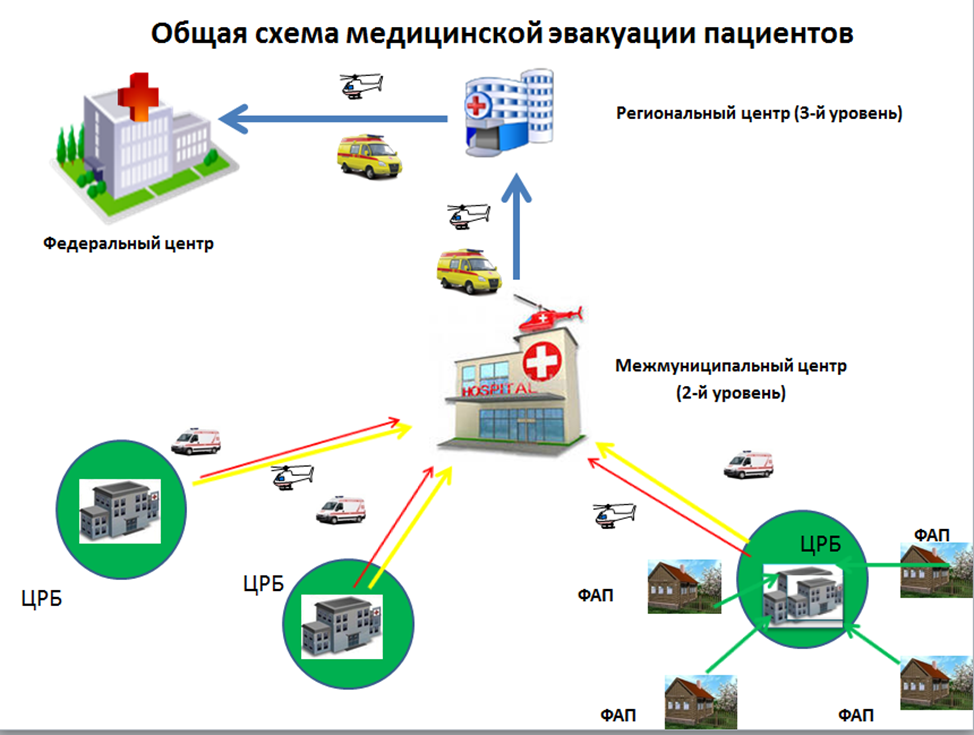 Общая схема медицинской эвакуации пациентов
Региональный центр (3-й уровень)
Федеральный центр
Межмуниципальный центр
(2-й уровень)
HOSPITAL
ЦРБ
ЦРБ
ЦРБ
ФАП
ФАП
ФАП
ФАП